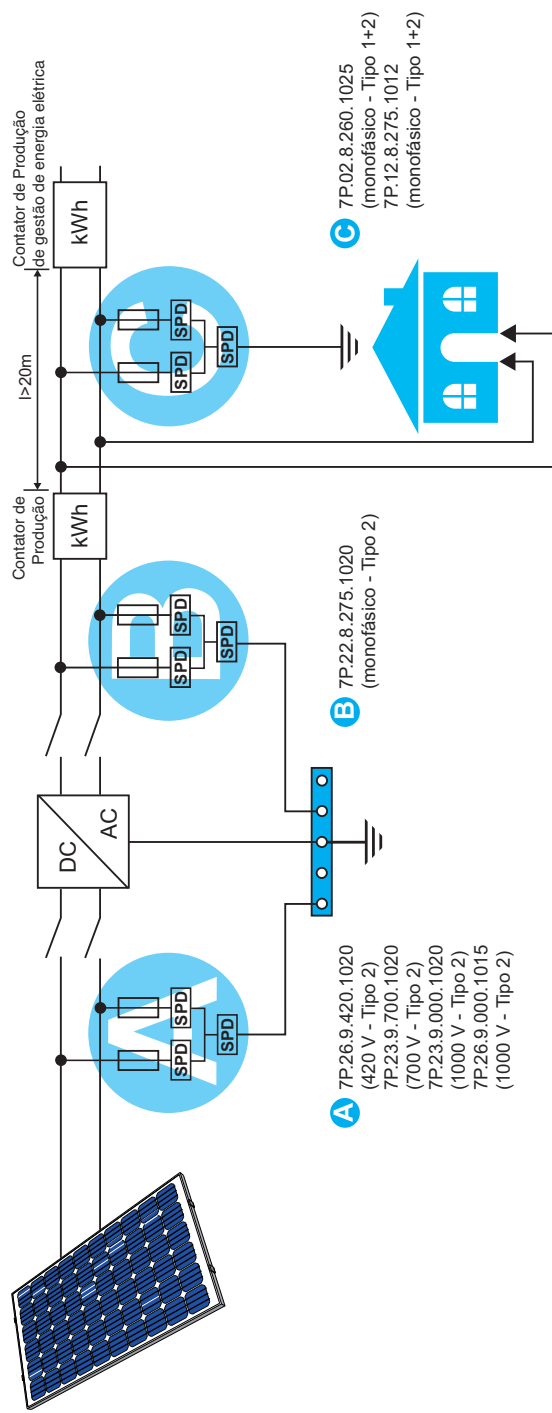 Contator de Produção
de gestão de energia elétrica
l>20m
Contator de
Produção
kWh
kWh
DC
AC
A
SPD
SPD
SPD
B
SPD
SPD
SPD
C
SPD
SPD
SPD
A
7P.26.9.420.1020
(420 V - Tipo 2)
7P.23.9.700.1020
(700 V - Tipo 2)
7P.23.9.000.1020
(1000 V - Tipo 2)
7P.26.9.000.1015
(1000 V - Tipo 2)
B
7P.22.8.275.1020
(monofásico - Tipo 2)
C
7P.02.8.260.1025
(monofásico - Tipo 1+2)
7P.12.8.275.1012
(monofásico - Tipo 1+2)